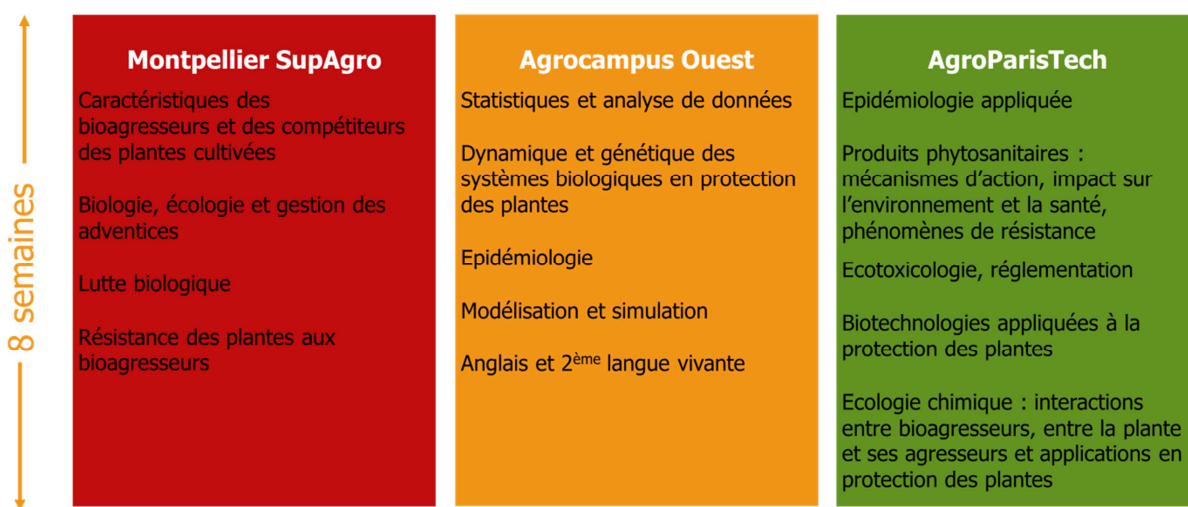 8 semaines
Montpellier SupAgro
Caractéristiques des
bioagresseurs et des compétiteurs
des plantes cultivées
Biologie, écologie et gestion des
adventices
Lutte biologique
Résistance des plantes aux
bioagresseurs
Agrocampus Ouest
Statistiques et analyse de données
Dynamique et génétique des
systèmes biologiques en protection
des plantes
Epidémiologie
Modélisation et simulation
Anglais et 2ème langue vivante
AgroParisTech
Epidémiologie appliquée
Produits phytosanitaires :
mécanismes d’action, impact sur
l’environnement et la santé,
phénomènes de résistance
Ecotoxicologie, réglementation
Biotechnologies appliquées à la
protection des plantes
Ecologie chimique : interactions
entre bioagresseurs, entre la plante
et ses agresseurs et applications en
protection des plantes